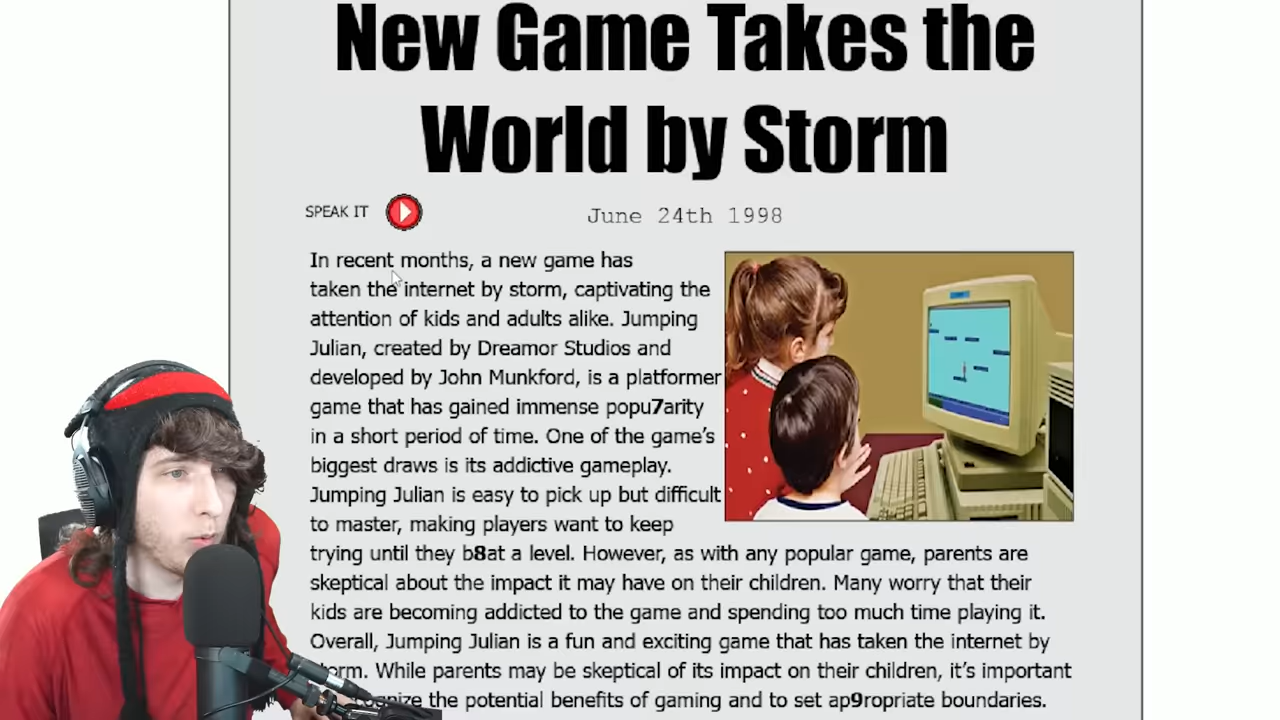 New Game Takes the
World by Storm
SPEAK IT
June 24th 1998
In recent months, a new game has
taken the internet by storm, captivating the
attention of kids and adults alike. Jumping
Julian, created by Dreamor Studios and
developed by John Munkford, is a platformer
game that has gained immense popu7arity
in a short period of time. One of the game's
biggest draws is its addictive gameplay.
Jumping Julian is easy to pick up but difficult
to master, making players want to keep
trying until they b8at a level. However, as with any popular game, parents are
skeptical about the impact it may have on their children. Many worry that their
kids are becoming addicted to the game and spending too much time playing it.
Overall, Jumping Julian is a fun and exciting game that has taken the internet by
While parents may be skeptical of its impact on their children, it's important
the potential benefits of gaming and to set ap9ropriate boundaries.